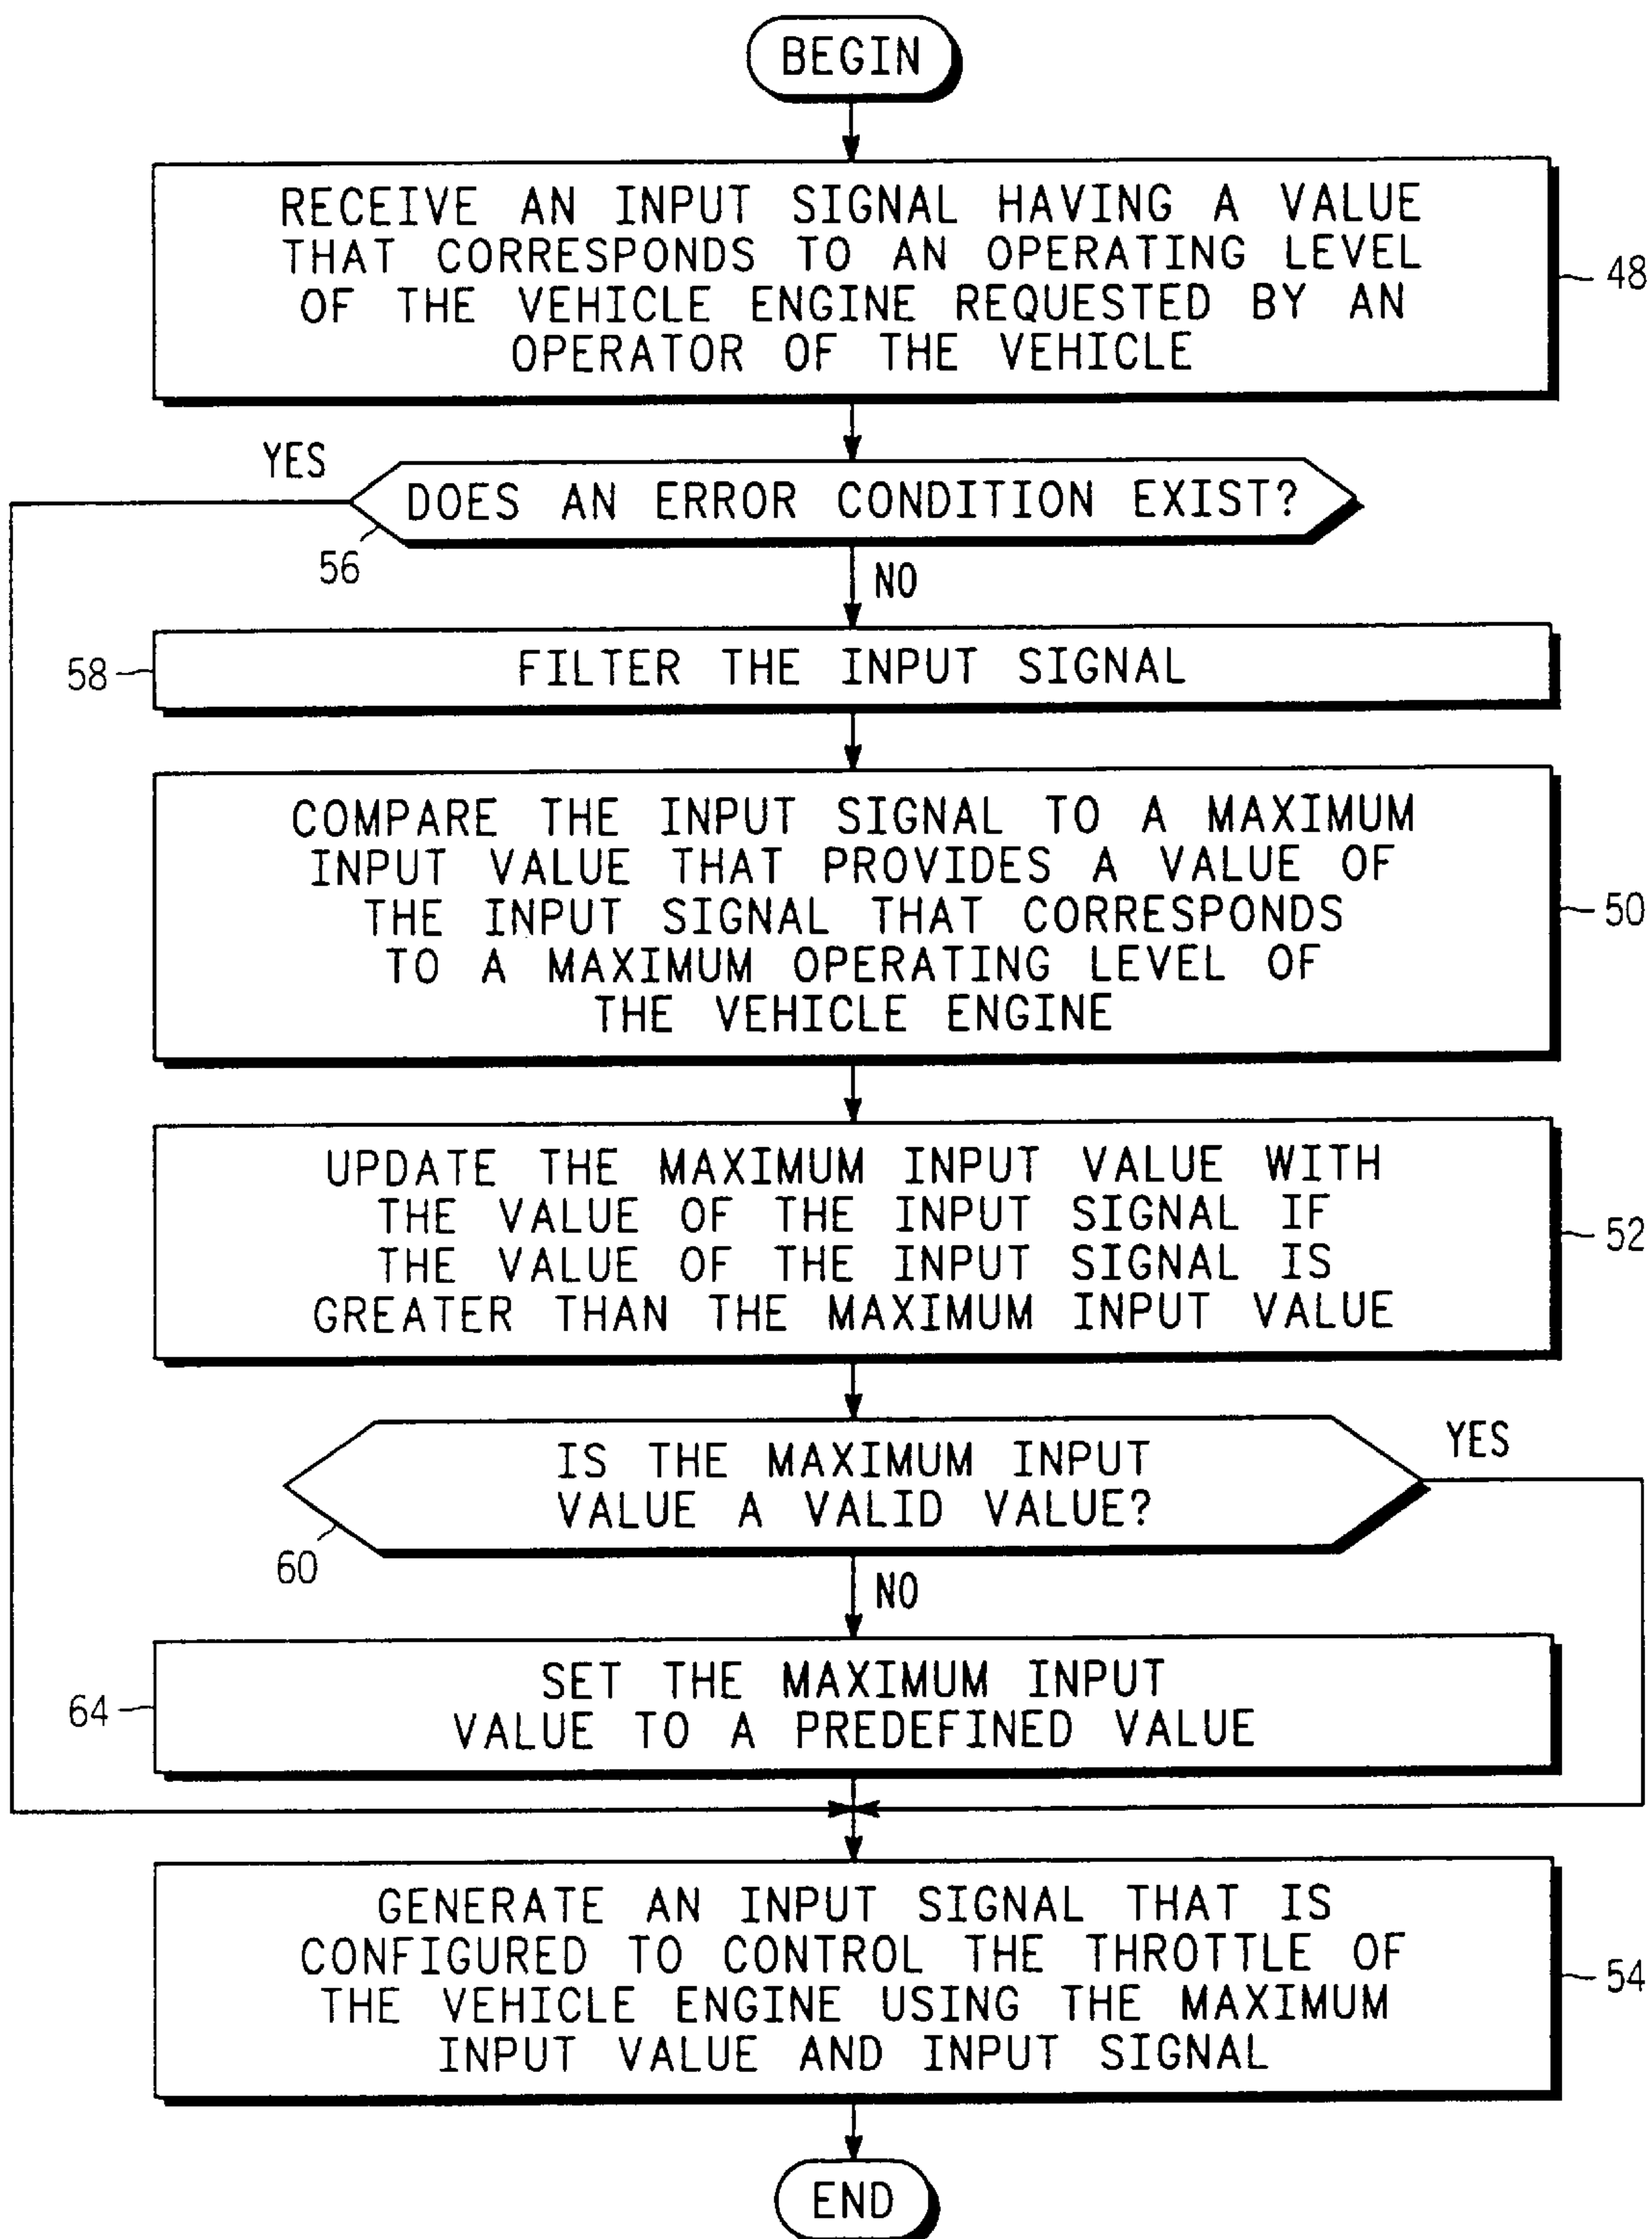 BEGIN
RECEIVE AN INPUT SIGNAL HAVING A VALUE
THAT CORRESPONDS TO AN OPERATING LEVEL
OF THE VEHICLE ENGINE REQUESTED BY AN
OPERATOR OF THE VEHICLE
48
YES
DOES AN ERROR CONDITION EXIST?
56
NO
58
FILTER THE INPUT SIGNAL
COMPARE THE INPUT SIGNAL TO A MAXIMUM
INPUT VALUE THAT PROVIDES A VALUE OF
THE INPUT SIGNAL THAT CORRESPONDS
TO A MAXIMUM OPERATING LEVEL OF
THE VEHICLE ENGINE
50
UPDATE THE MAXIMUM INPUT VALUE WITH
THE VALUE OF THE INPUT SIGNAL IF
THE VALUE OF THE INPUT SIGNAL IS
GREATER THAN THE MAXIMUM INPUT VALUE
52
IS THE MAXIMUM INPUT
VALUE A VALID VALUE?
YES
60
NO
64
SET THE MAXIMUM INPUT
VALUE TO A PREDEFINED VALUE
GENERATE AN INPUT SIGNAL THAT IS
CONFIGURED TO CONTROL THE THROTTLE OF
THE VEHICLE ENGINE USING THE MAXIMUM
INPUT VALUE AND INPUT SIGNAL
54
END